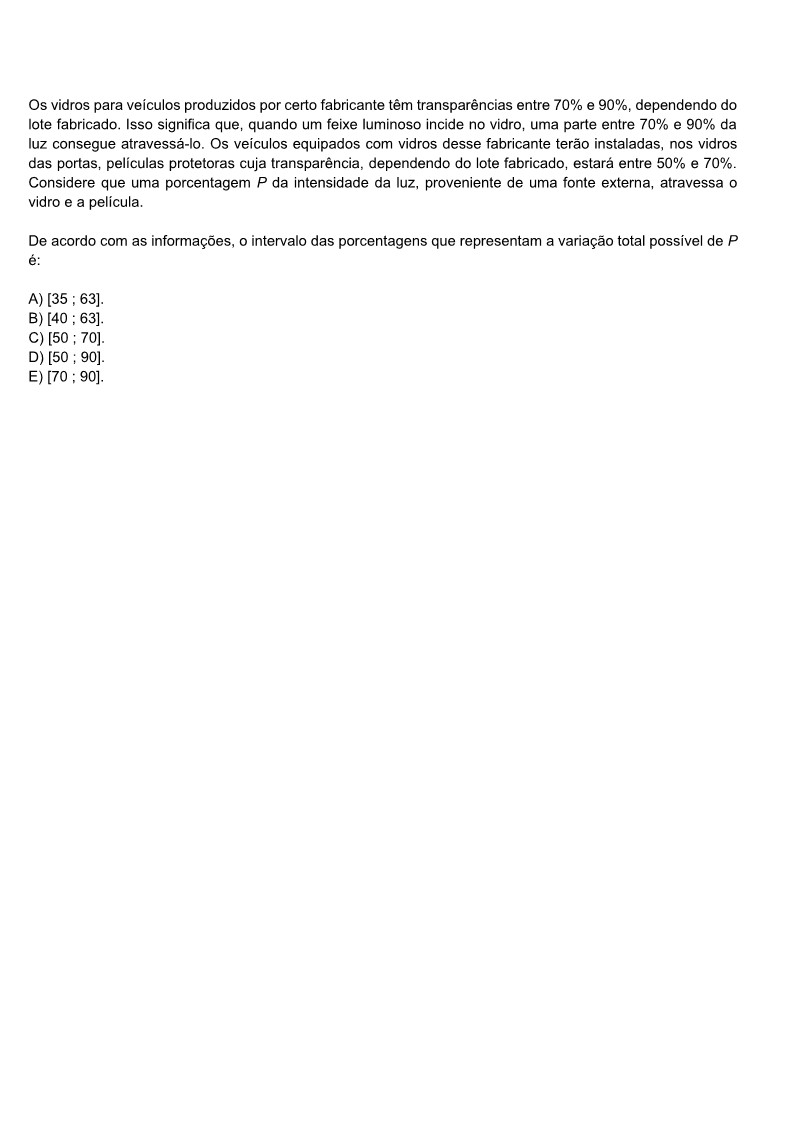 Os vidros para veículos produzidos por certo fabricante têm transparências entre 70% e 90%, dependendo do
lote fabricado. Isso significa que, quando um feixe luminoso incide no vidro, uma parte entre 70% e 90% da
luz consegue atravessá-lo. Os veículos equipados com vidros desse fabricante terão instaladas, nos vidros
das portas, películas protetoras cuja transparência, dependendo do lote fabricado, estará entre 50% e 70%.
Considere que uma porcentagem P da intensidade da luz, proveniente de uma fonte externa, atravessa o
vidro e a película.
De acordo com as informações, o intervalo das porcentagens que representam a variação total possível de P
é:
A) [35 ; 63].
B) [40 ; 63].
C) [50 ; 70].
D) [50 ; 90].
E) [70 ; 90].